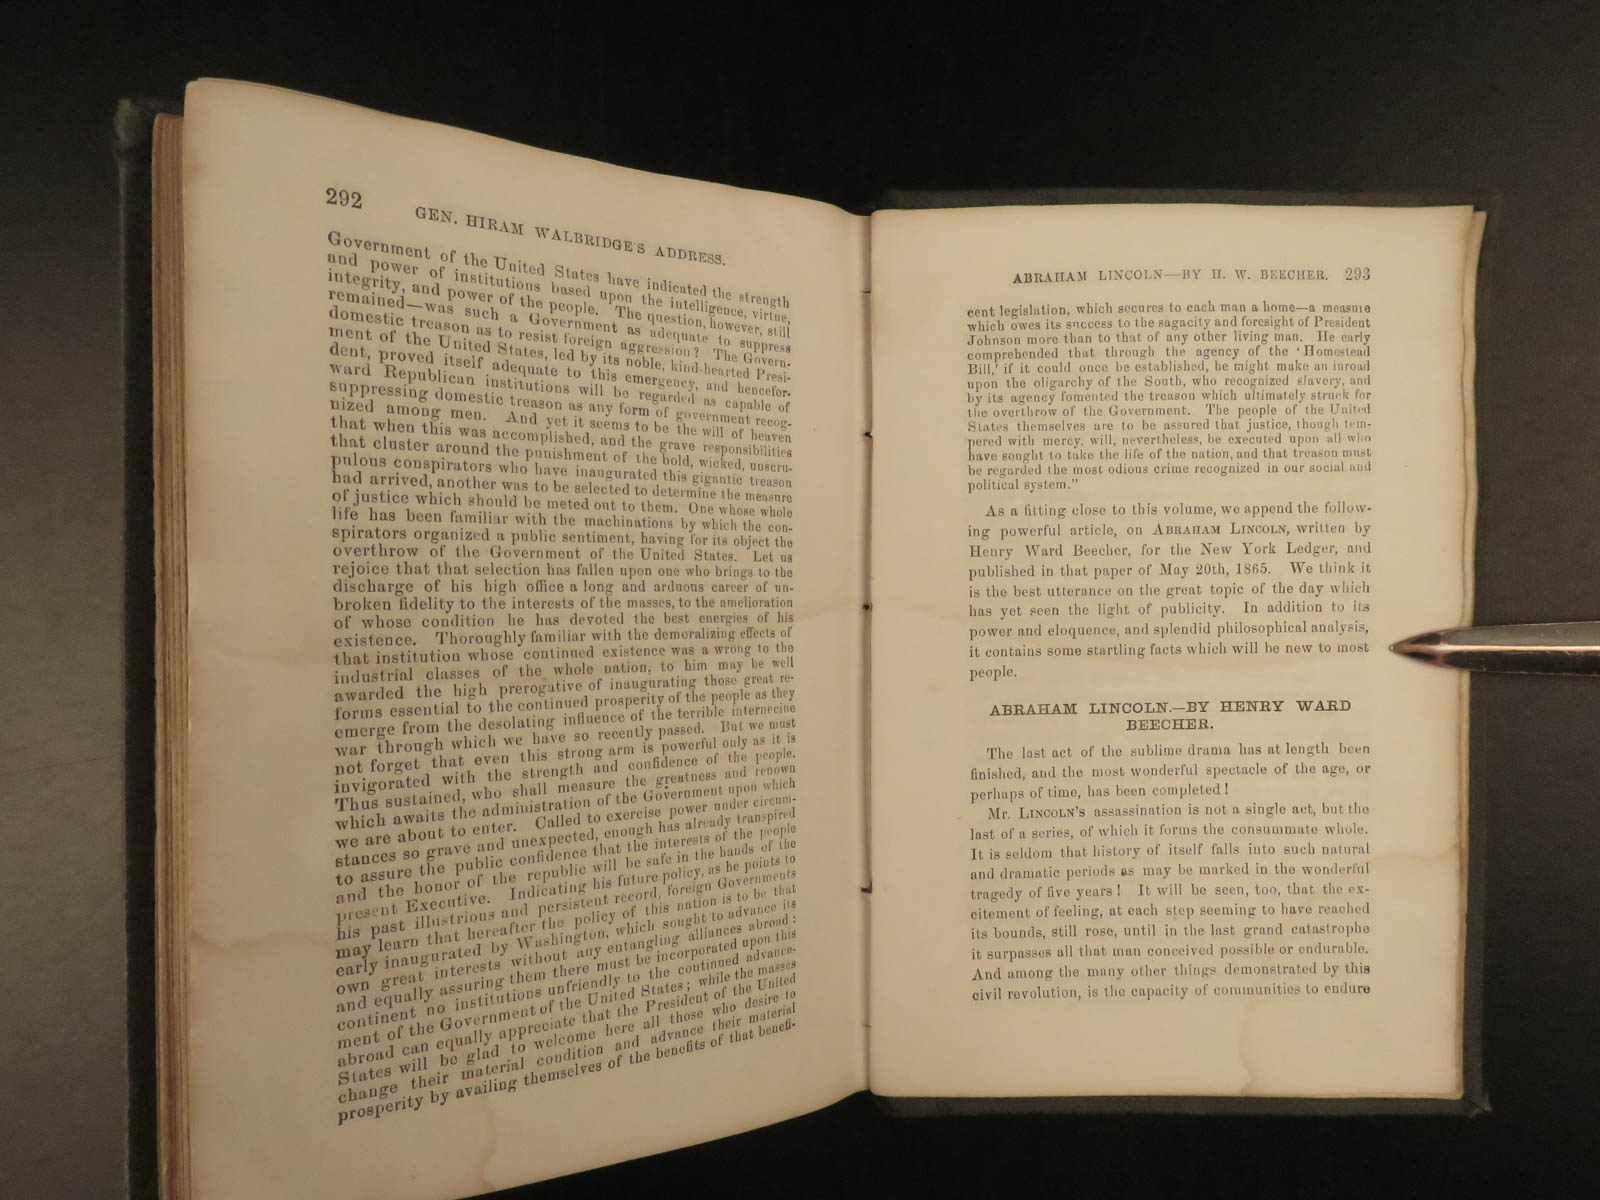 292
GEN. HIRAM WALBRIDGE'S ADDRESS.
Government of the United States have indicated the strength
and power of institutions based upon the intelligence, virtue,
integrity, and power of the people. The question, however, still
remained—was such a Government as adequate to suppress
domestic treason as to resist foreign aggression? The Govern-
ment of the United States, led by its noble, kind-hearted Presi-
dent, proved itself adequate to this emergency, and hencefor-
ward Republican institutions will be regarded as capable of
suppressing domestic treason as any form of government recog-
nized among men. And yet it seems to be the will of heaven
that when this was accomplished, and the grave responsibilities
that cluster around the punishment of the bold, wicked, unscru-
pulous conspirators who have inaugurated this gigantic treason
had arrived, another was to be selected to determine the measure
of justice which should be meted out to them. One whose whole
life has been familiar with the machinations by which the con-
spirators organized a public sentiment, having for its object the
overthrow of the Government of the United States. Let us
rejoice that that selection has fallen upon one who brings to the
discharge of his high office a long and arduous career of un-
broken fidelity to the interests of the masses, to the amelioration
of whose condition he has devoted the best energies of his
existence. Thoroughly familiar with the demoralizing effects of
that institution whose continued existence was a wrong to the
industrial classes of the whole nation, to him may be well
awarded the high prerogative of inaugurating those great re-
forms essential to the continued prosperity of the people as they
emerge from the desolating influence of the terrible internecine
war through which we have so recently passed. But we must
not forget that even this strong arm is powerful only as it is
invigorated with the strength and confidence of the people.
Thus sustained, who shall measure the greatness and renown
which awaits the administration of the Government upon which
we are about to enter. Called to exercise power under circum-
stances so grave and unexpected, enough has already transpired
to assure the public confidence that the interests of the people
and the honor of the republic will be safe in the hands of the
present Executive. Indicating his future policy, as he points to
his past illustrious and persistent record, foreign Governments
may learn that hereafter the policy of this nation is to be that
early inaugurated by Washington, which sought to advance its
own great interests without any entangling alliances abroad:
and equally assuring them there must be incorporated upon this
continent no institutions unfriendly to the continued advance-
ment of the Government of the United States; while the masses
abroad can equally appreciate that the President of the United
States will be glad to welcome here all those who desire to
change their material condition and advance their material
prosperity by availing themselves of the benefits of that benefi-
ABRAHAM LINCOLN—BY H. W. BEECHER. 293
cent legislation, which secures to each man a home—a measure
which owes its success to the sagacity and foresight of President
Johnson more than to that of any other living man. He early
comprehended that through the agency of the 'Homestead
Bill,' if it could once be established, he might make an inroad
upon the oligarchy of the South, who recognized slavery, and
by its agency fomented the treason which ultimately struck for
the overthrow of the Government. The people of the United
States themselves are to be assured that justice, though tem-
pered with mercy, will, nevertheless, be executed upon all who
have sought to take the life of the nation, and that treason must
be regarded the most odious crime recognized in our social and
political system."
As a fitting close to this volume, we append the follow-
ing powerful article, on ABRAHAM LINCOLN, written by
Henry Ward Beecher, for the New York Ledger, and
published in that paper of May 20th, 1865. We think it
is the best utterance on the great topic of the day which
has yet seen the light of publicity. In addition to its
power and eloquence, and splendid philosophical analysis,
it contains some startling facts which will be new to most
people.
ABRAHAM LINCOLN.—BY HENRY WARD
BEECHER.
The last act of the sublime drama has at length been
finished, and the most wonderful spectacle of the age, or
perhaps of time, has been completed!
Mr. LINCOLN'S assassination is not a single act, but the
last of a series, of which it forms the consummate whole.
It is seldom that history of itself falls into such natural
and dramatic periods as may be marked in the wonderful
tragedy of five years! It will be seen, too, that the ex-
citement of feeling, at each step seeming to have reached
its bounds, still rose, until in the last grand catastrophe
it surpasses all that man conceived possible or endurable.
And among the many other things demonstrated by this
civil revolution, is the capacity of communities to endure